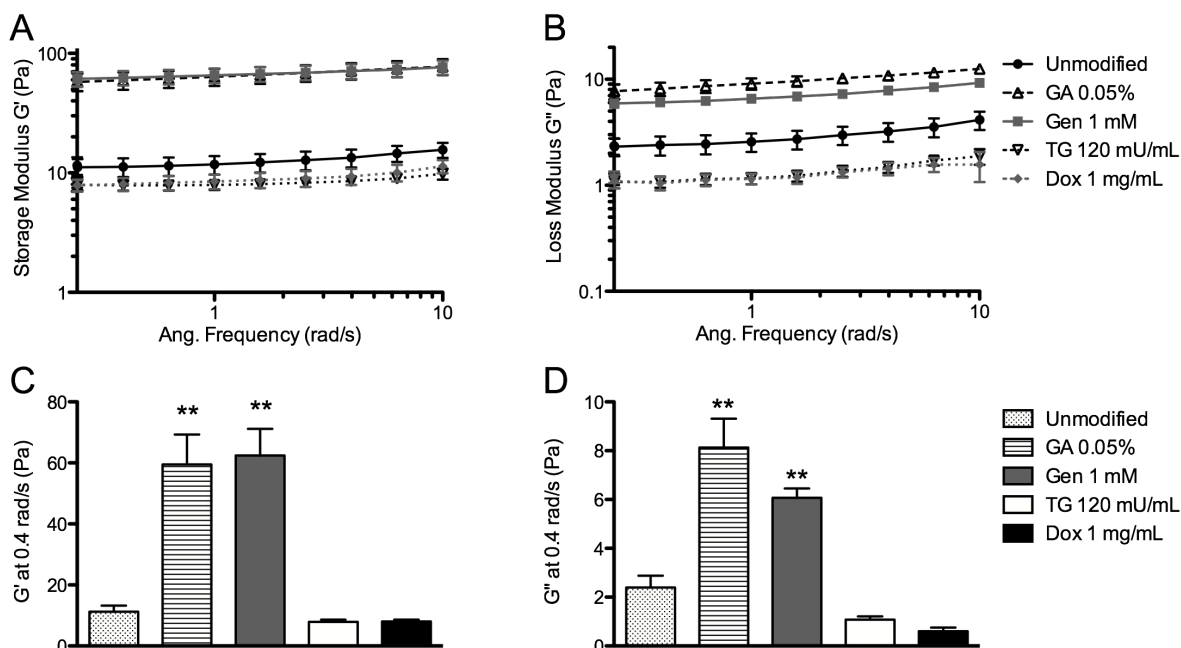 A
Storage Modulus G' (Pa)
100
10
1
1
10
Ang. Frequency (rad/s)
B
Loss Modulus G" (Pa)
10
1
0.1
1
10
Ang. Frequency (rad/s)
Unmodified
GA 0.05%
Gen 1 mM
TG 120 mU/mL
Dox 1 mg/mL
C
G' at 0.4 rad/s (Pa)
80
60
40
20
0
**
**
D
G" at 0.4 rad/s (Pa)
10
8
6
4
2
0
**
**
Unmodified
GA 0.05%
Gen 1 mM
TG 120 mU/mL
Dox 1 mg/mL